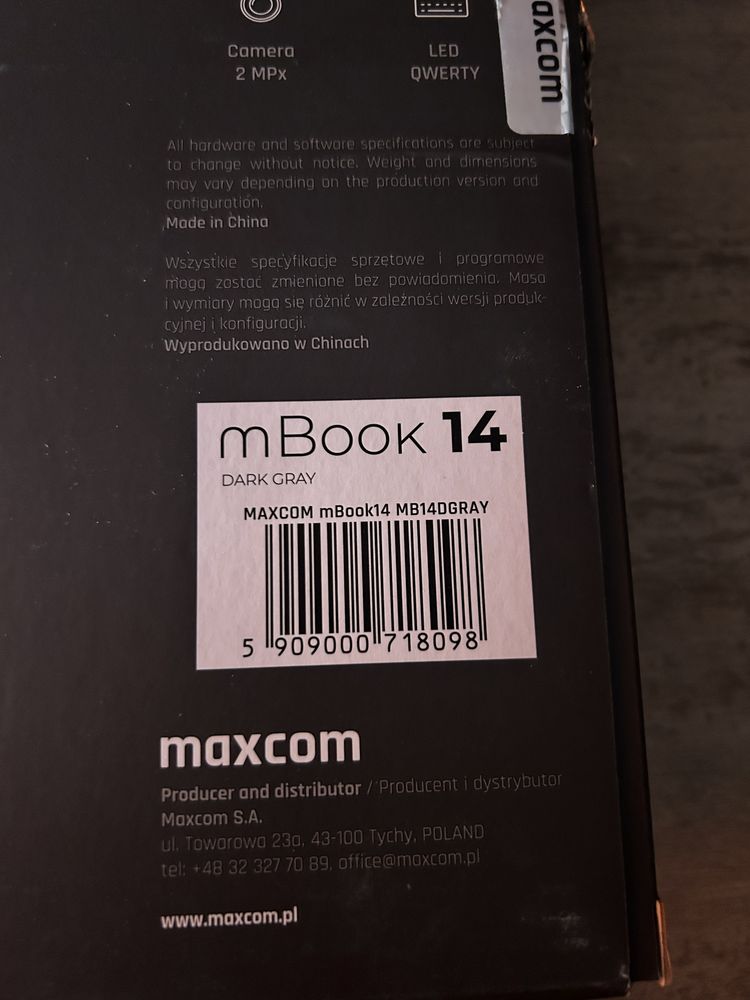 Camera
2 MPx
LED
QWERTY
axcom
All hardware and software specifications are subject
to change without notice. Weight and dimensions
may vary depending on the production version and
configuration.
Made in China
Wszystkie specyfikacje sprzętowe i programowe
mogą zostać zmienione bez powiadomienia. Masa
i wymiary mogą się różnić w zależności wersji produk-
cyjnej i konfiguracji.
Wyprodukowano w Chinach
mBook 14
DARK GRAY
MAXCOM mBook14 MB14DGRAY
5 909000 718098
maxcom
Producer and distributor / Producent i dystrybutor
Maxcom S.A.
ul. Towarowa 23a, 43-100 Tychy, POLAND
tel: +48 32 327 70 89, office@maxcom.pl
www.maxcom.pl